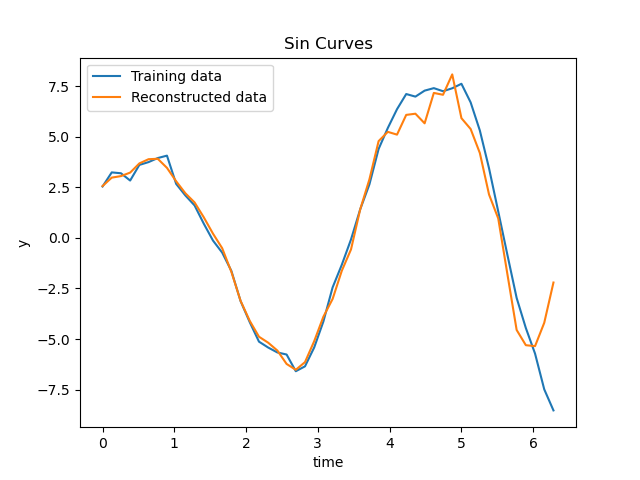 Sin Curves
Training data
Reconstructed data
7.5
5.0
2.5
0.0
−2.5
−5.0
−7.5
y
0 1 2 3 4 5 6
time